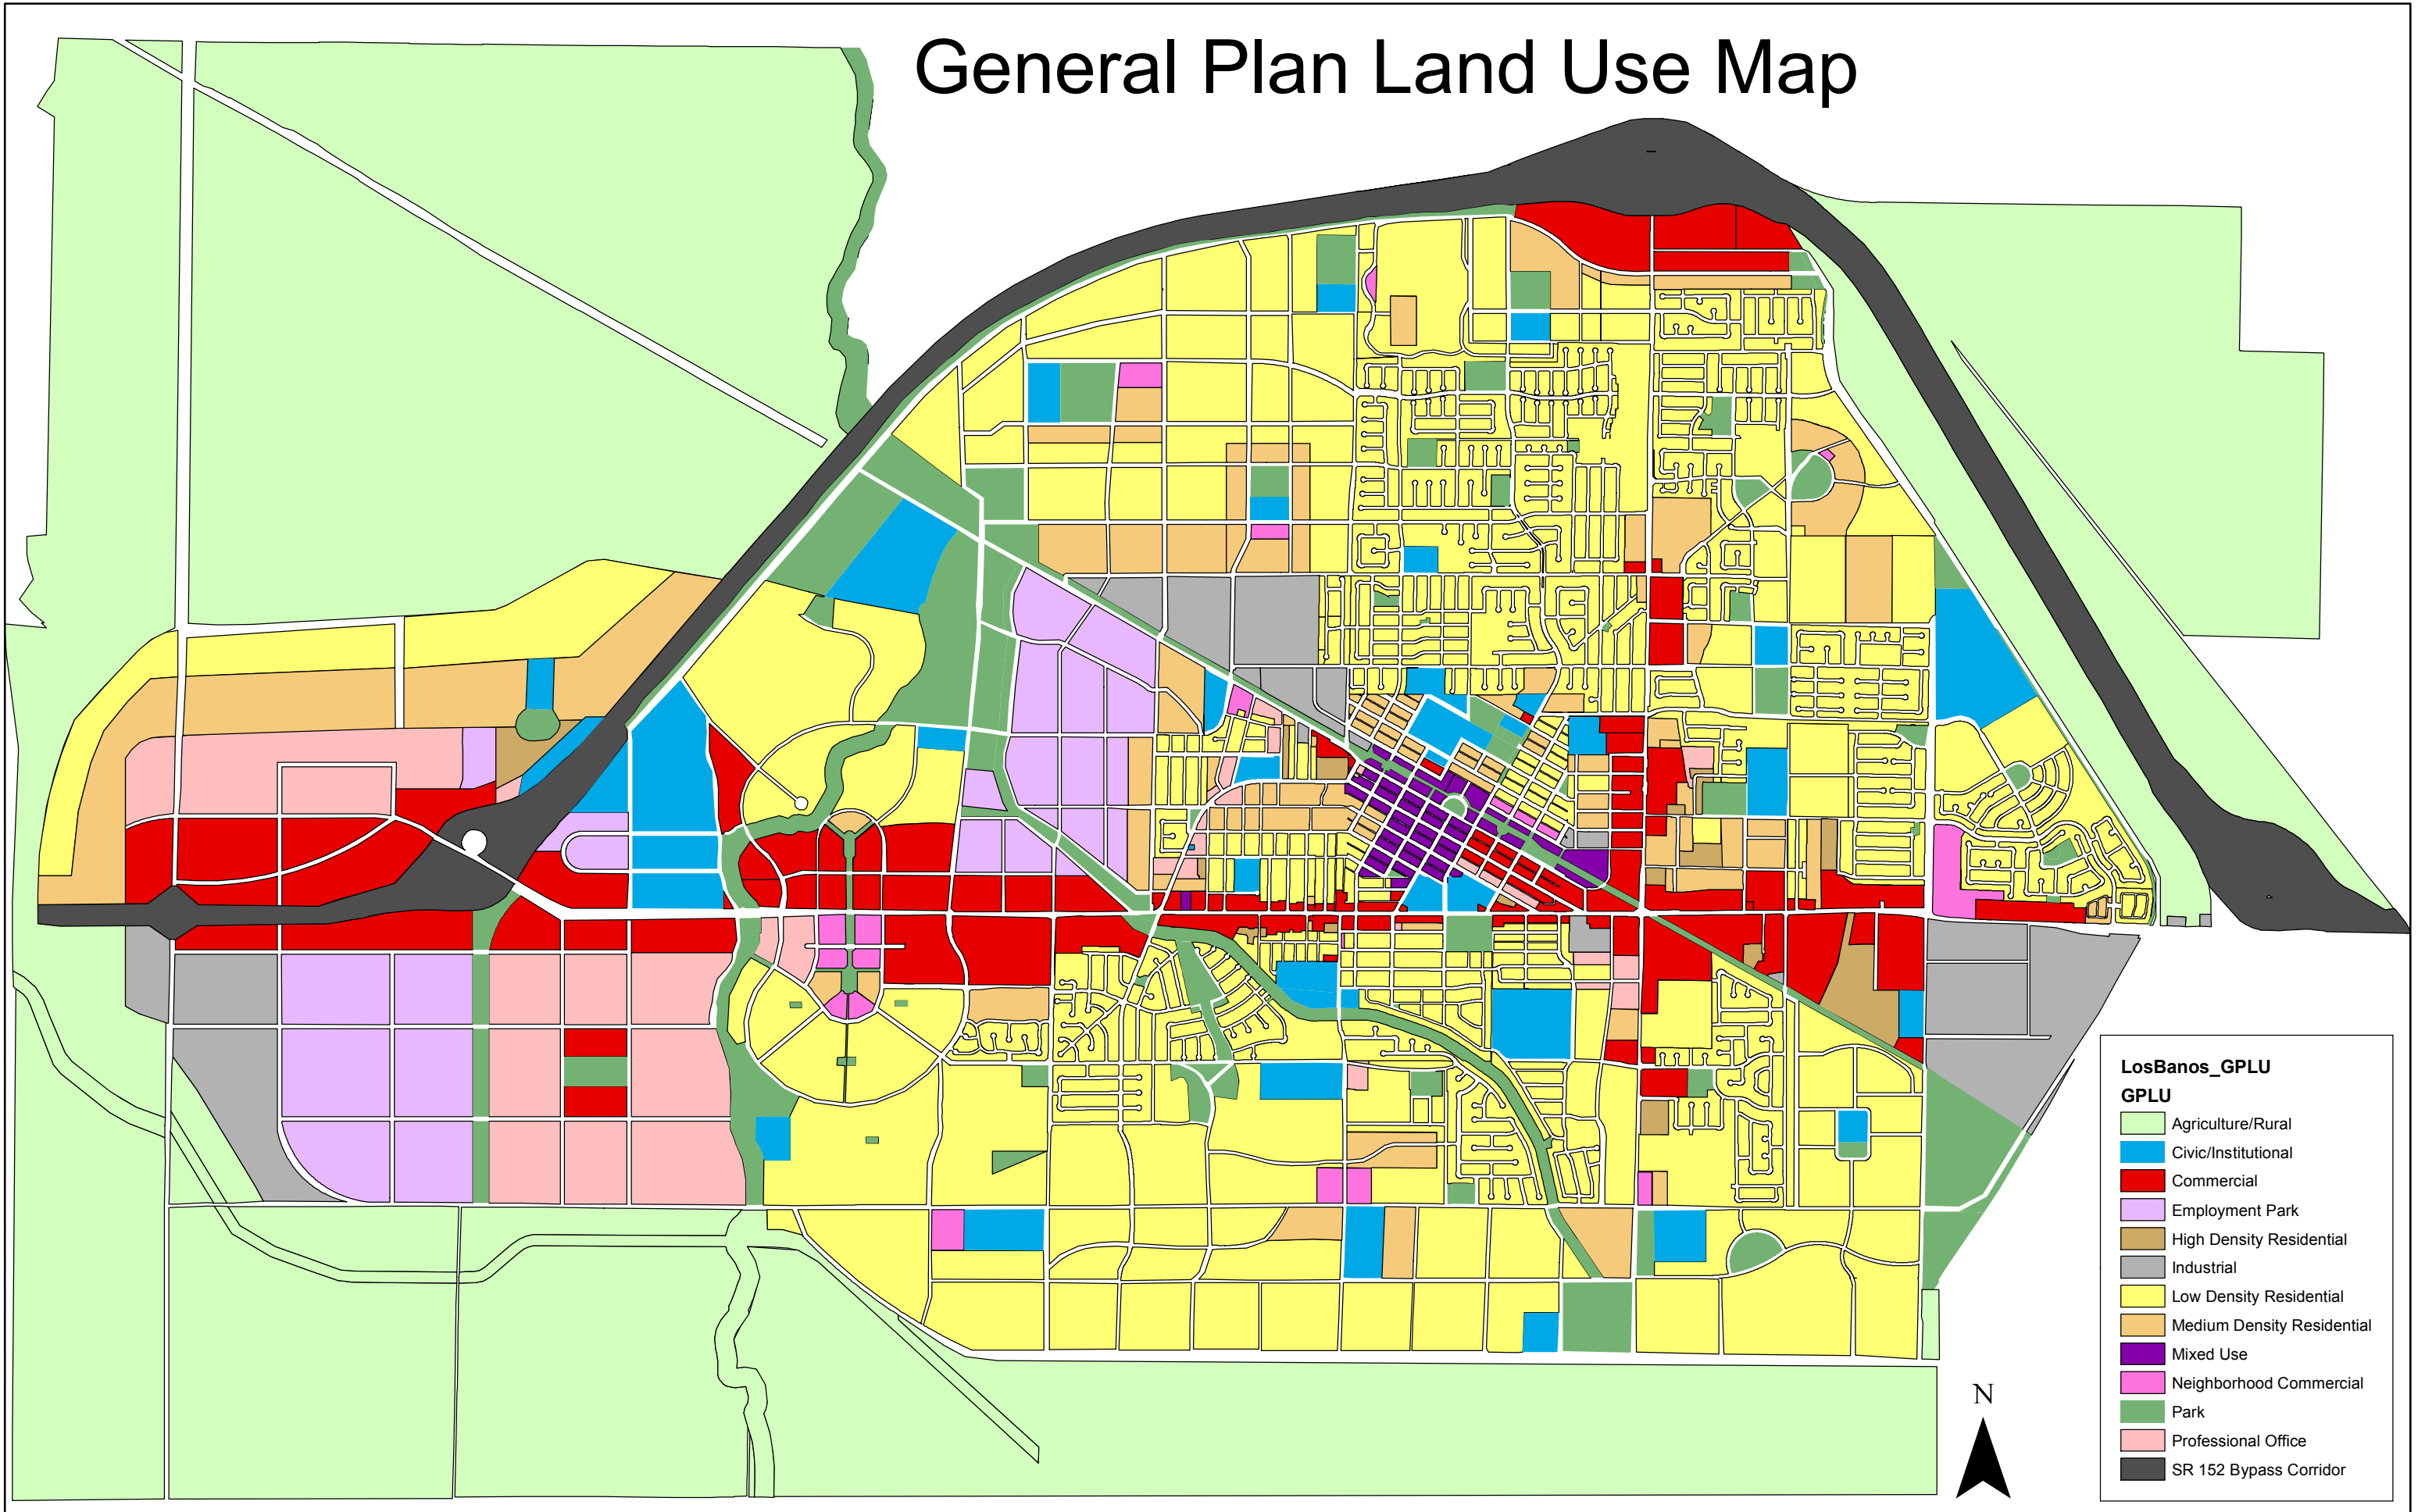 General Plan Land Use Map
N
LosBanos_GPLU
GPLU
Agriculture/Rural
Civic/Institutional
Commercial
Employment Park
High Density Residential
Industrial
Low Density Residential
Medium Density Residential
Mixed Use
Neighborhood Commercial
Park
Professional Office
SR 152 Bypass Corridor